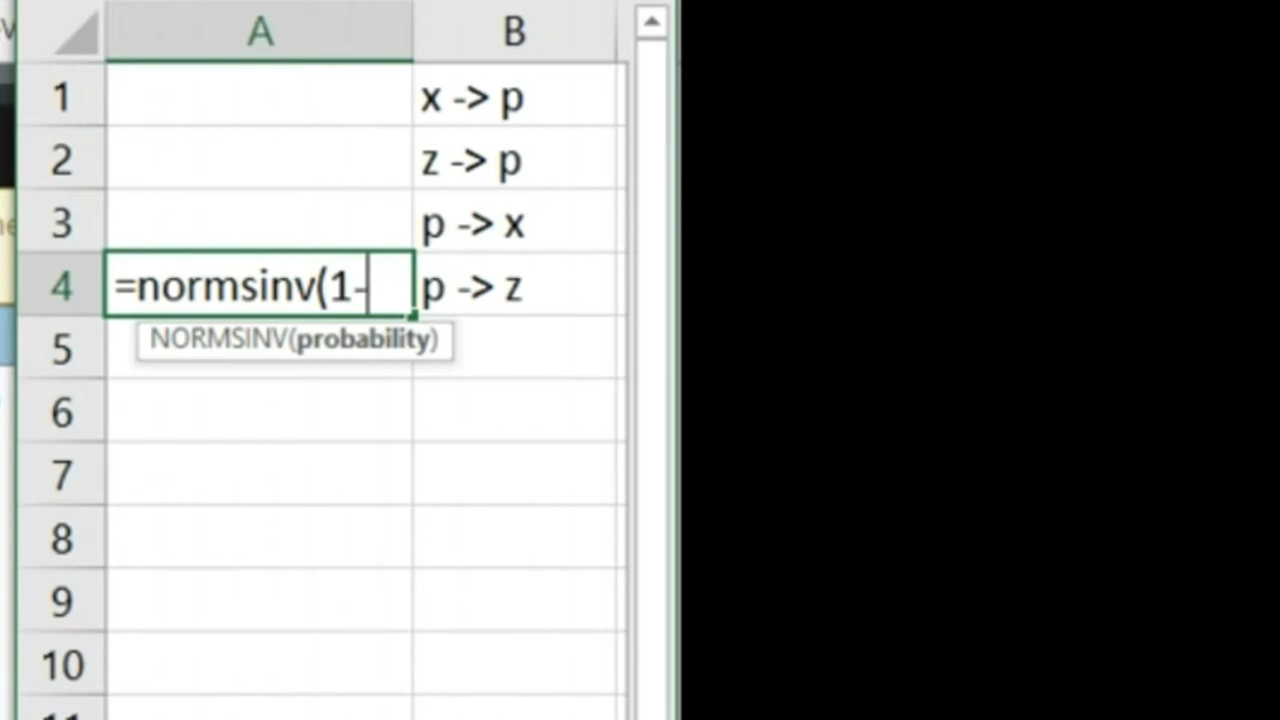 A B
1 x -> p
2 z -> p
3 p -> x
4 =normsinv(1- p -> z
NORMSINV(probability)
5
6
7
8
9
10